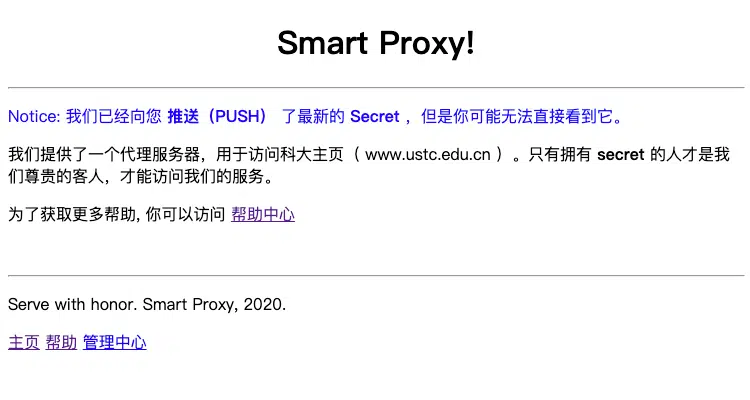 Smart Proxy!
Notice: 我们已经向您 推送（PUSH） 了最新的 Secret ，但是你可能无法直接看到它。
我们提供了一个代理服务器，用于访问科大主页（ www.ustc.edu.cn ）。只有拥有 secret 的人才是我
们尊贵的客人，才能访问我们的服务。
为了获取更多帮助, 你可以访问 帮助中心
Serve with honor. Smart Proxy, 2020.
主页 帮助 管理中心